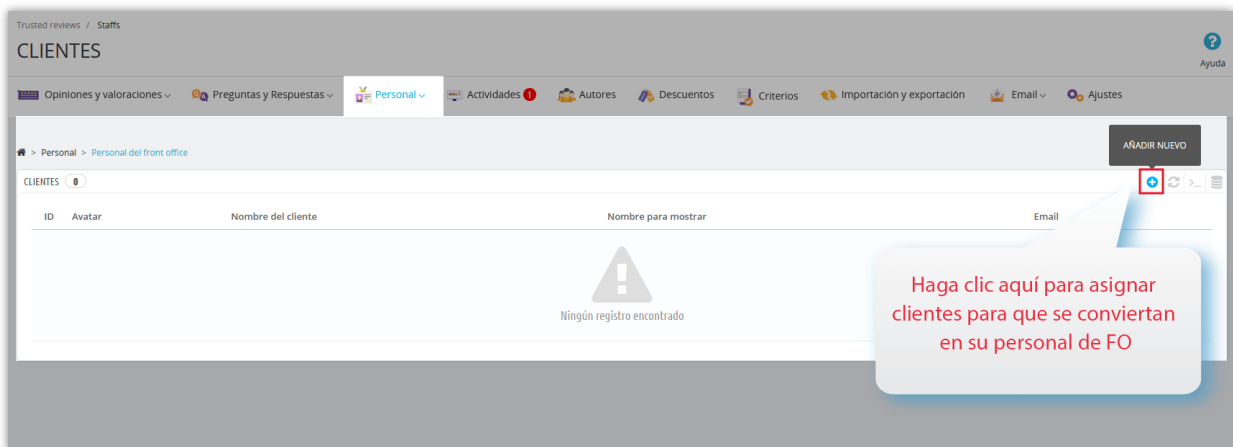 Trusted reviews / Staffs
CLIENTES
Ayuda
Opiniones y valoraciones
Preguntas y Respuestas
Personal
Actividades 1
Autores
Descuentos
Criterios
Importación y exportación
Email
Ajustes
AÑADIR NUEVO
> Personal > Personal del front office
CLIENTES 0
ID Avatar Nombre del cliente Nombre para mostrar Email
Ningún registro encontrado
Haga clic aquí para asignar
clientes para que se conviertan
en su personal de FO